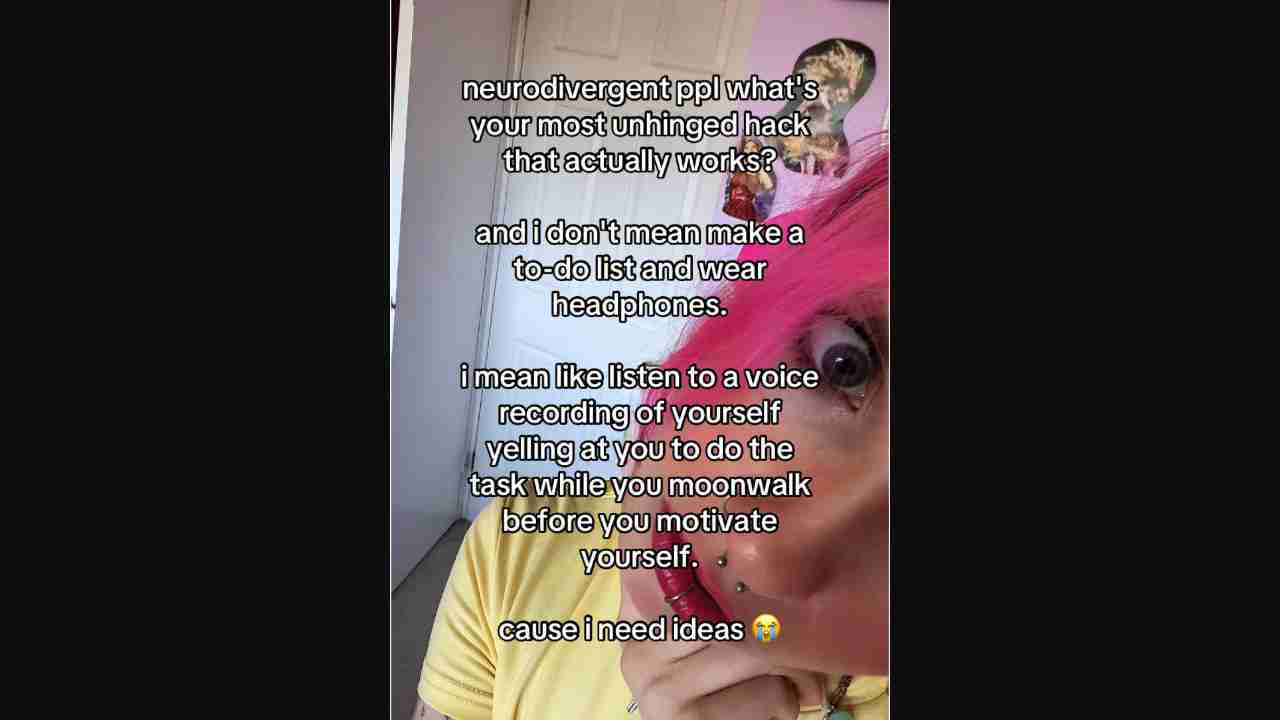 neurodivergent ppl what's
your most unhinged hack
that actually works?
and i don't mean make a
to-do list and wear
headphones.
i mean like listen to a voice
recording of yourself
yelling at you to do the
task while you moonwalk
before you motivate
yourself.
cause i need ideas 😭